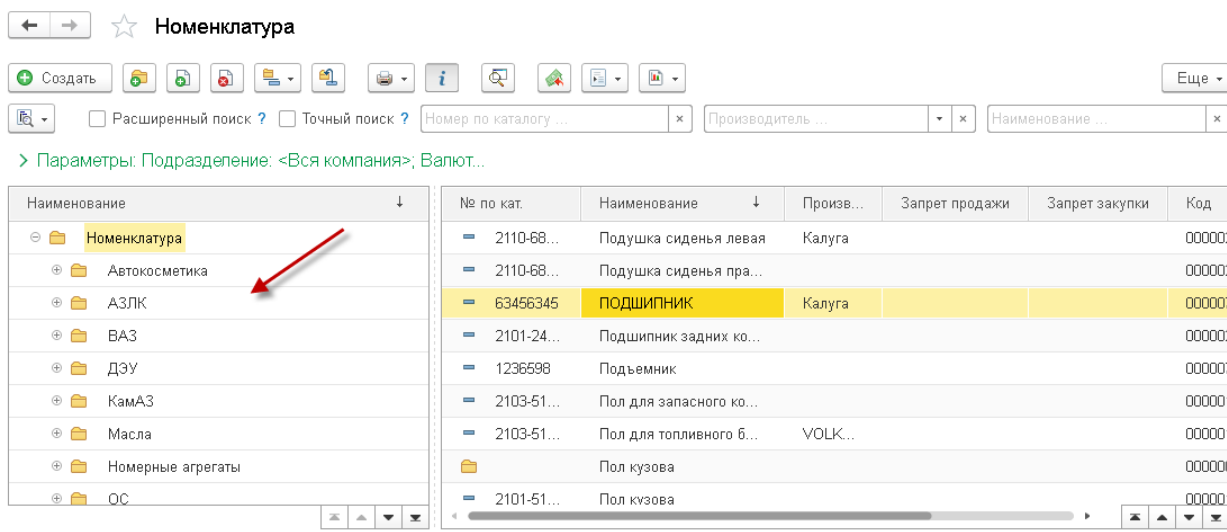 Номенклатура
Создать
Еще
Расширенный поиск ? Точный поиск ? Номер по каталогу ... Производитель ... Наименование ...
Параметры: Подразделение: <Вся компания>; Валют...
Наименование № по кат. Наименование Произв... Запрет продажи Запрет закупки Код
Номенклатура 2110-68... Подушка сиденья левая Калуга
Автокосметика 2110-68... Подушка сиденья пра...
АЗЛК 63456345 ПОДШИПНИК Калуга
ВАЗ 2101-24... Подшипник задних ко...
ДЭУ 1236598 Подъемник
КамАЗ 2103-51... Пол для запасного ко...
Масла 2103-51... Пол для топливного б... VOLK...
Номерные агрегаты Пол кузова
ОС 2101-51... Пол кузова